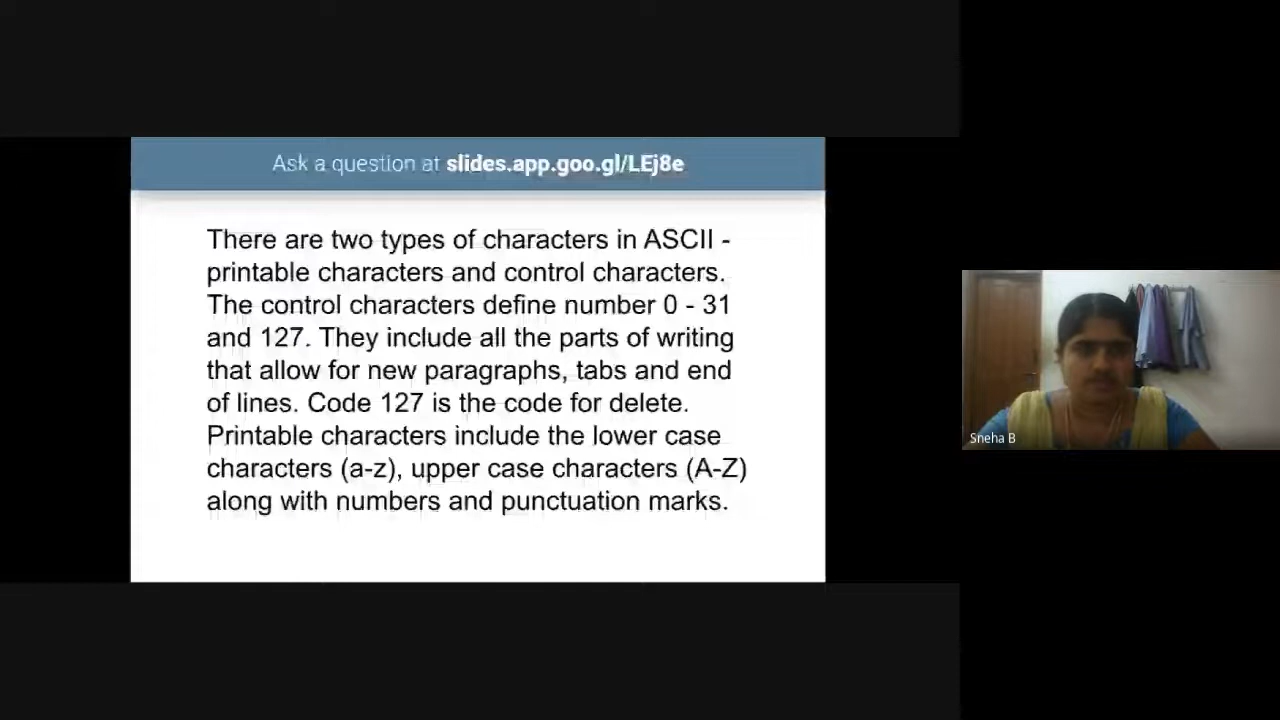 Ask a question at slides.app.goo.gl/LEj8e
There are two types of characters in ASCII -
printable characters and control characters.
The control characters define number 0 - 31
and 127. They include all the parts of writing
that allow for new paragraphs, tabs and end
of lines. Code 127 is the code for delete.
Printable characters include the lower case
characters (a-z), upper case characters (A-Z)
along with numbers and punctuation marks.
Sneha B